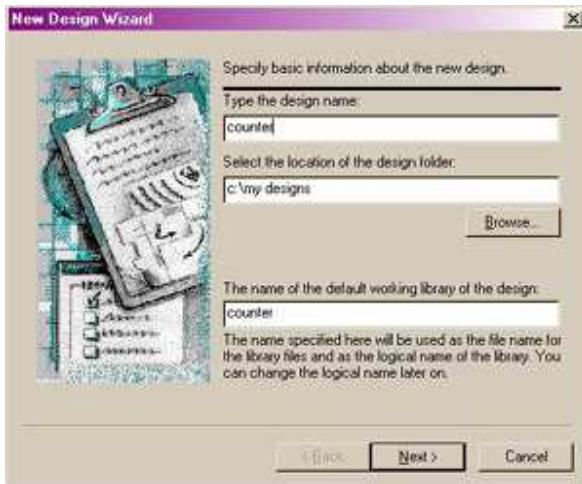 New Design Wizard
Specify basic information about the new design.
Type the design name:
counter
Select the location of the design folder:
c:\my designs
Browse...
The name of the default working library of the design:
counter
The name specified here will be used as the file name for
the library files and as the logical name of the library. You
can change the logical name later on.
< Back
Next >
Cancel